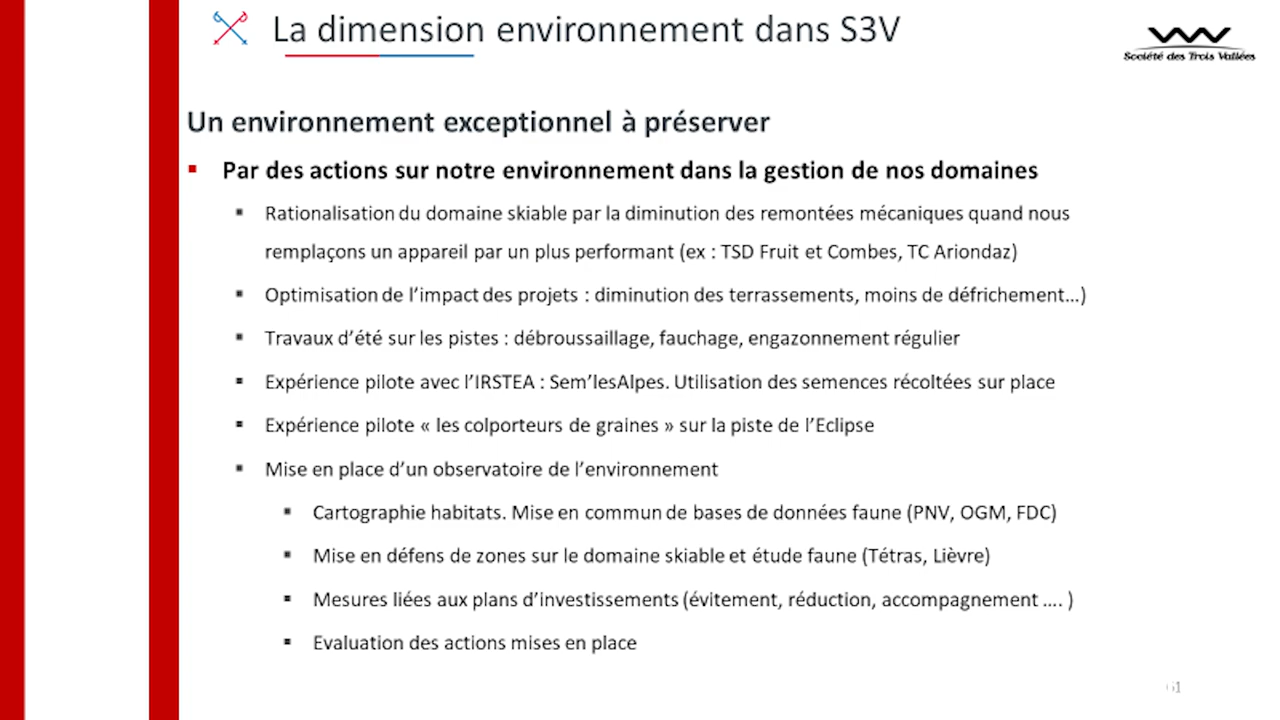 La dimension environnement dans S3V
Société des Trois Vallées
Un environnement exceptionnel à préserver
Par des actions sur notre environnement dans la gestion de nos domaines
Rationalisation du domaine skiable par la diminution des remontées mécaniques quand nous
remplaçons un appareil par un plus performant (ex : TSD Fruit et Combes, TC Ariondaz)
Optimisation de l'impact des projets : diminution des terrassements, moins de défrichement...)
Travaux d'été sur les pistes : débroussaillage, fauchage, engazonnement régulier
Expérience pilote avec l'IRSTEA : Sem'lesAlpes. Utilisation des semences récoltées sur place
Expérience pilote « les colporteurs de graines » sur la piste de l'Eclipse
Mise en place d'un observatoire de l'environnement
Cartographie habitats. Mise en commun de bases de données faune (PNV, OGM, FDC)
Mise en défens de zones sur le domaine skiable et étude faune (Tétras, Lièvre)
Mesures liées aux plans d'investissements (évitement, réduction, accompagnement .... )
Evaluation des actions mises en place
61